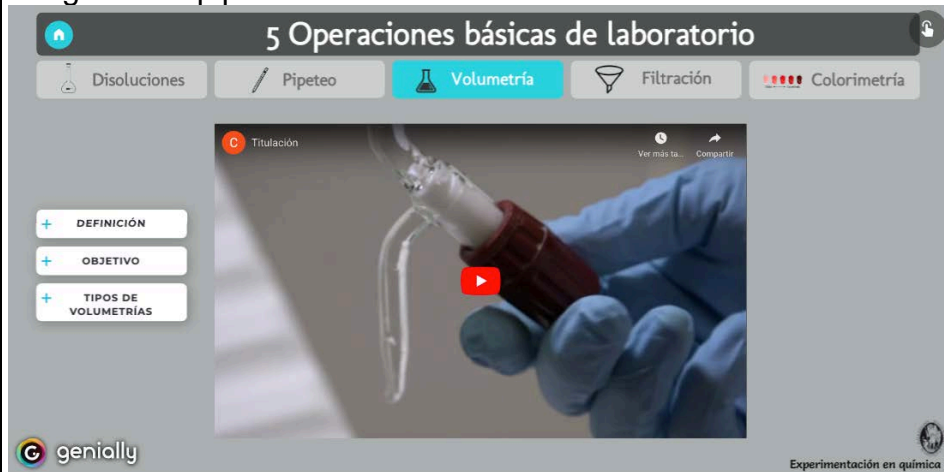 5 Operaciones básicas de laboratorio
Disoluciones
Pipeteo
Volumetría
Filtración
Colorimetría
C Titulación
Ver más ta...
Compartir
+ DEFINICIÓN
+ OBJETIVO
+ TIPOS DE
VOLUMETRÍAS
G genially
Experimentación en química